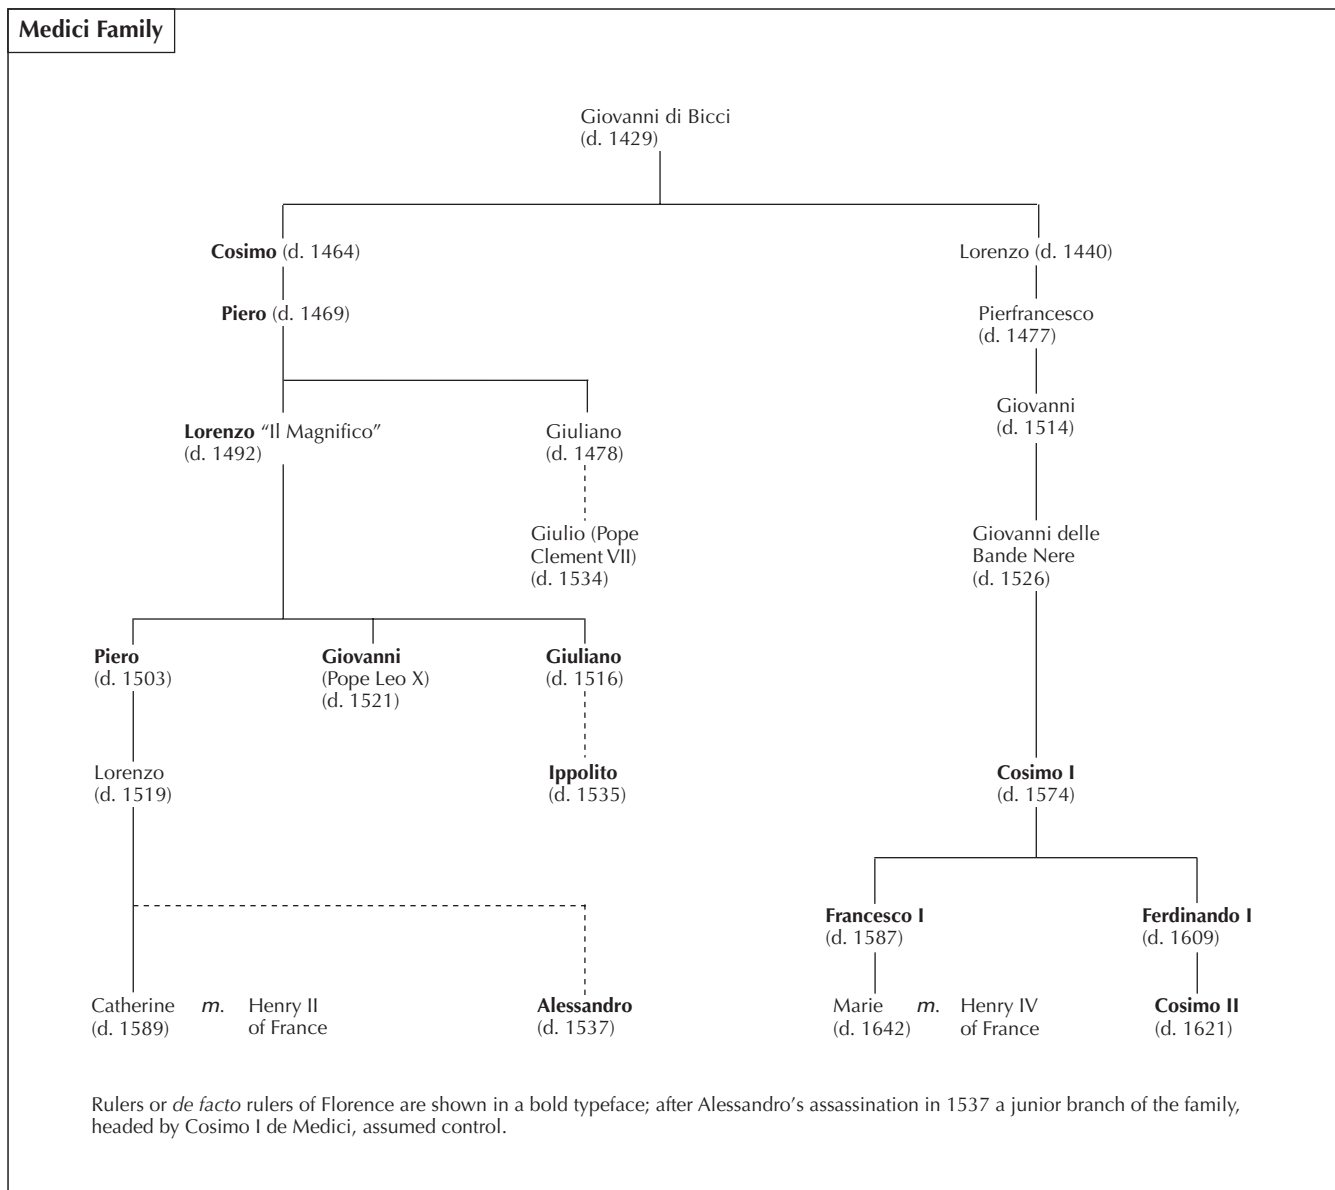 Medici Family
Giovanni di Bicci
(d. 1429)
Cosimo (d. 1464)
Lorenzo (d. 1440)
Piero (d. 1469)
Pierfrancesco
(d. 1477)
Giovanni
(d. 1514)
Lorenzo “Il Magnifico”
(d. 1492)
Giuliano
(d. 1478)
Giulio (Pope
Clement VII)
(d. 1534)
Giovanni delle
Bande Nere
(d. 1526)
Piero
(d. 1503)
Giovanni
(Pope Leo X)
(d. 1521)
Giuliano
(d. 1516)
Lorenzo
(d. 1519)
Ippolito
(d. 1535)
Cosimo I
(d. 1574)
Francesco I
(d. 1587)
Ferdinando I
(d. 1609)
Catherine m. Henry II
(d. 1589) of France
Alessandro
(d. 1537)
Marie m. Henry IV
(d. 1642) of France
Cosimo II
(d. 1621)
Rulers or de facto rulers of Florence are shown in a bold typeface; after Alessandro’s assassination in 1537 a junior branch of the family,
headed by Cosimo I de Medici, assumed control.